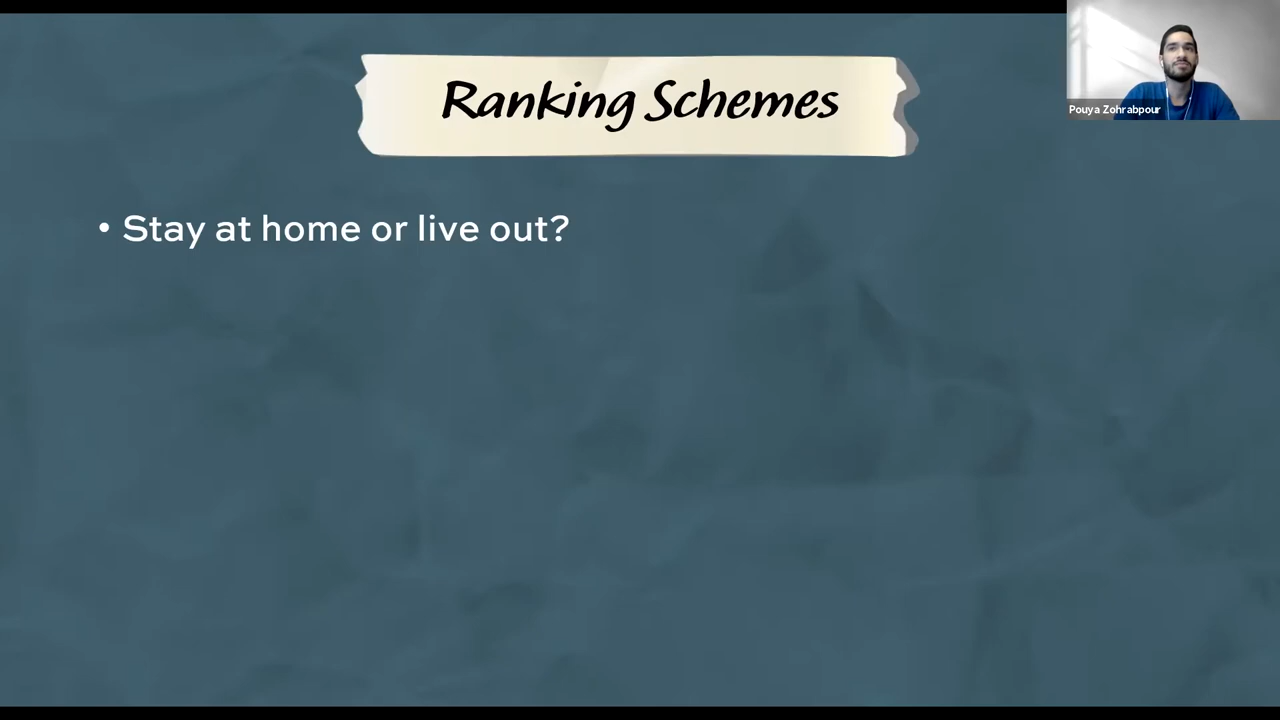 Ranking Schemes
Pouya Zohrabpour
• Stay at home or live out?